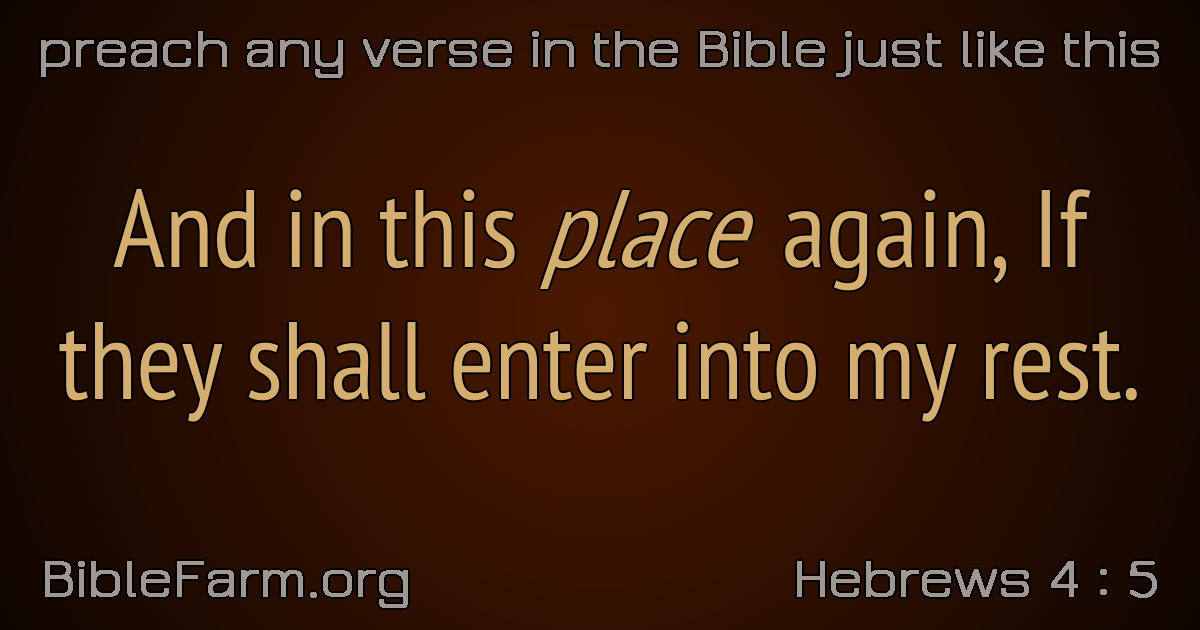 preach any verse in the Bible just like this
And in this place again, If
they shall enter into my rest.
BibleFarm.org
Hebrews 4 : 5